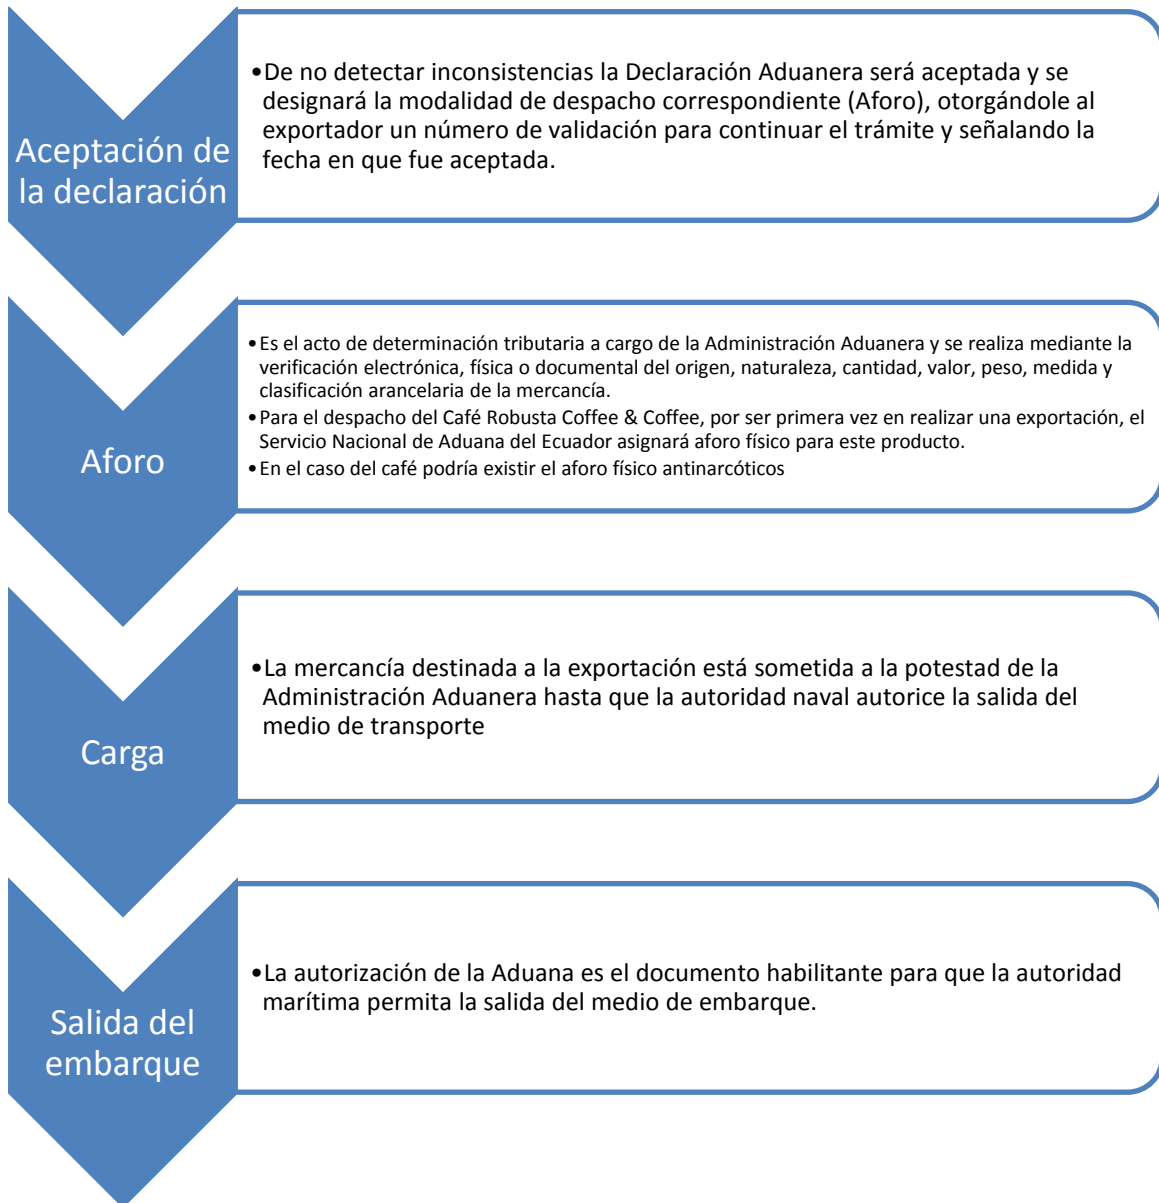 Aceptación de
la declaración
•De no detectar inconsistencias la Declaración Aduanera será aceptada y se
designará la modalidad de despacho correspondiente (Aforo), otorgándole al
exportador un número de validación para continuar el trámite y señalando la
fecha en que fue aceptada.
Aforo
•Es el acto de determinación tributaria a cargo de la Administración Aduanera y se realiza mediante la
verificación electrónica, física o documental del origen, naturaleza, cantidad, valor, peso, medida y
clasificación arancelaria de la mercancía.
•Para el despacho del Café Robusta Coffee & Coffee, por ser primera vez en realizar una exportación, el
Servicio Nacional de Aduana del Ecuador asignará aforo físico para este producto.
•En el caso del café podría existir el aforo físico antinarcóticos
Carga
•La mercancía destinada a la exportación está sometida a la potestad de la
Administración Aduanera hasta que la autoridad naval autorice la salida del
medio de transporte
Salida del
embarque
•La autorización de la Aduana es el documento habilitante para que la autoridad
marítima permita la salida del medio de embarque.